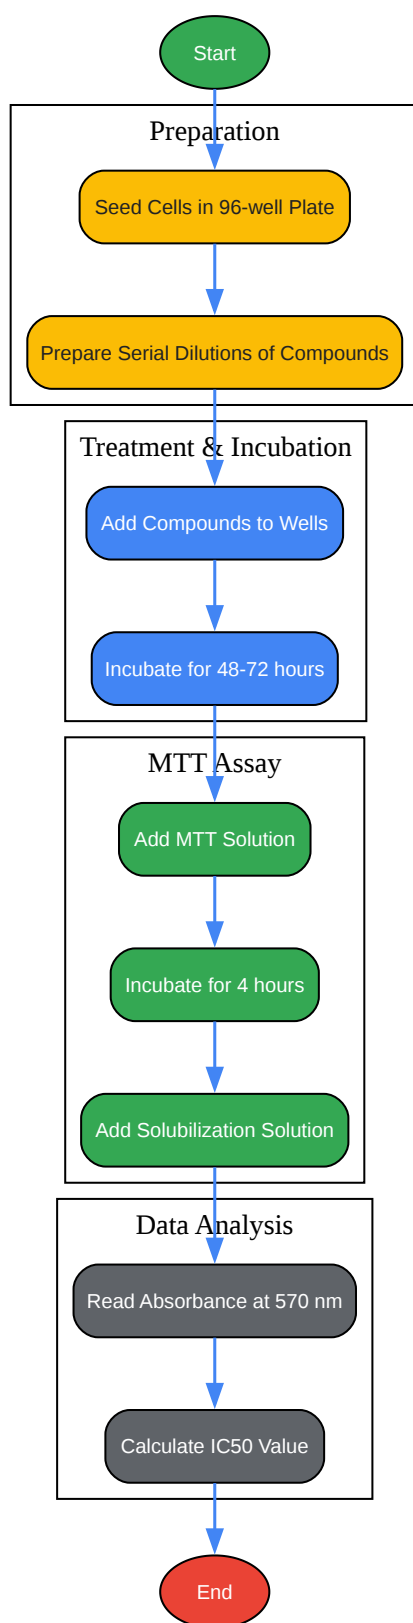 Start
Preparation
Seed Cells in 96-well Plate
Prepare Serial Dilutions of Compounds
Treatment & Incubation
Add Compounds to Wells
Incubate for 48-72 hours
MTT Assay
Add MTT Solution
Incubate for 4 hours
Add Solubilization Solution
Data Analysis
Read Absorbance at 570 nm
Calculate IC50 Value
End